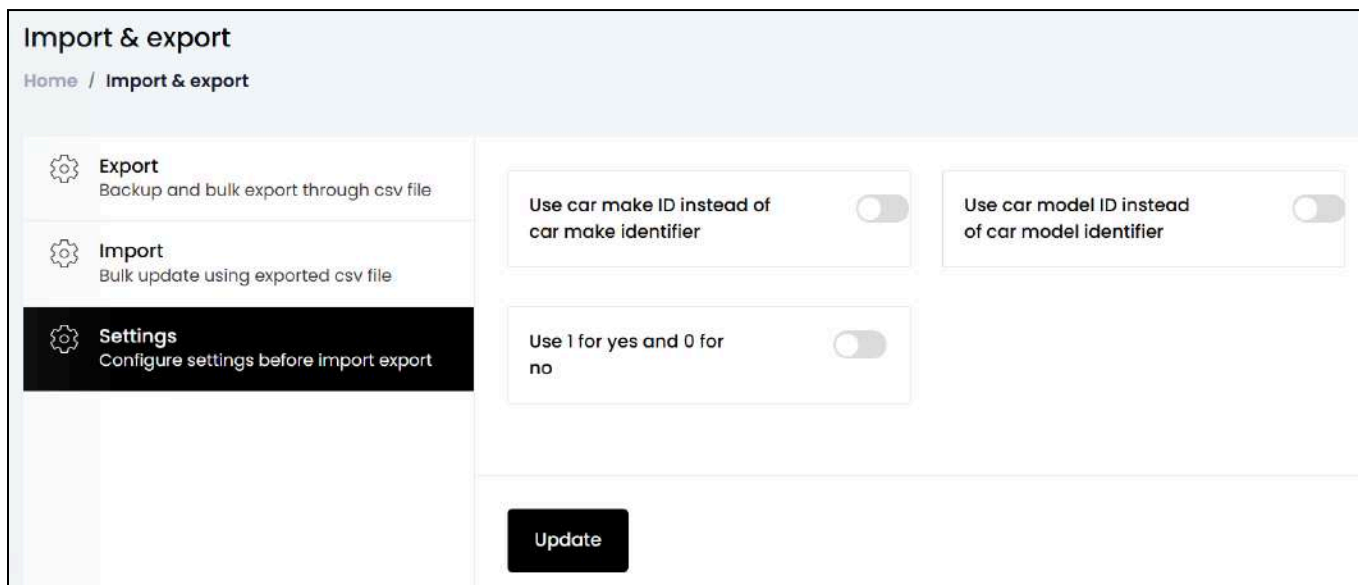 Import & export
Home / Import & export
Export
Backup and bulk export through csv file
Import
Bulk update using exported csv file
Settings
Configure settings before import export
Use car make ID instead of
car make identifier
Use car model ID instead
of car model identifier
Use 1 for yes and 0 for
no
Update